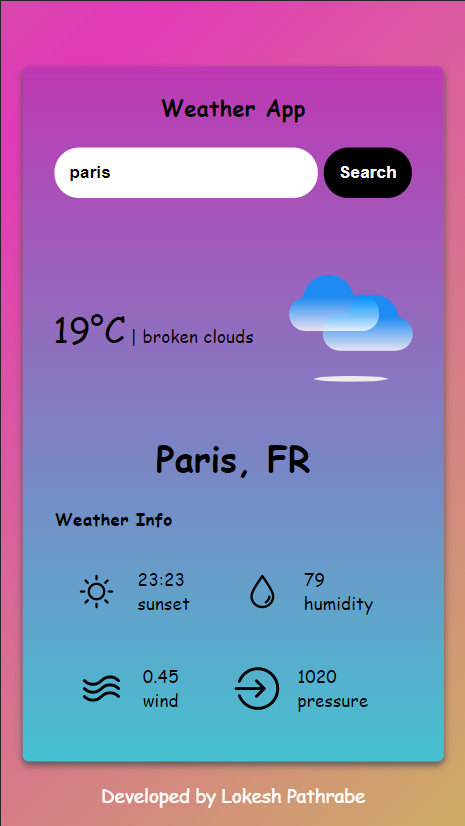 Weather App
paris
Search
19°C | broken clouds
Paris, FR
Weather Info
23:23
sunset
79
humidity
0.45
wind
1020
pressure
Developed by Lokesh Pathrabe